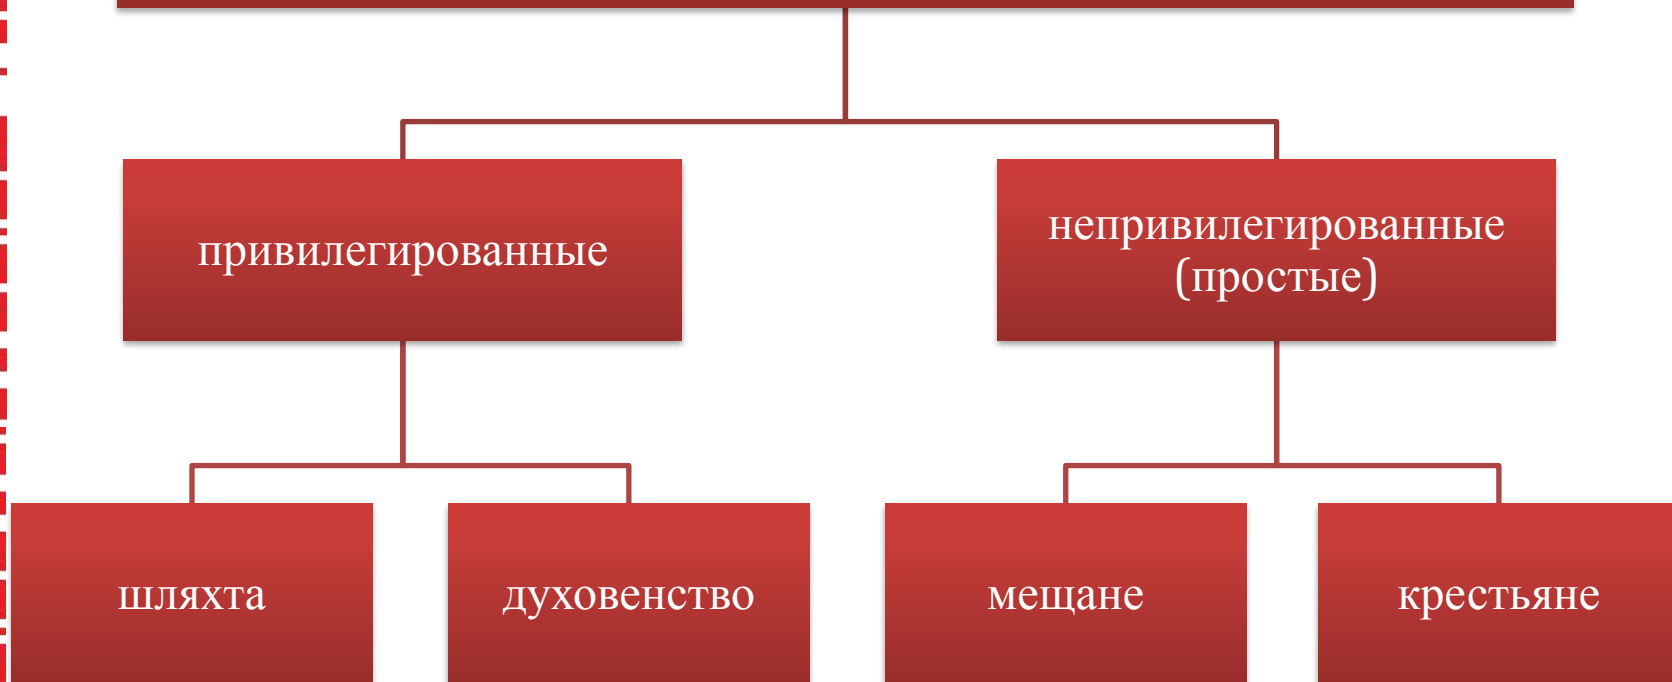 привилегированные
непривилегированные
(простые)
шляхта
духовенство
мещане
крестьяне